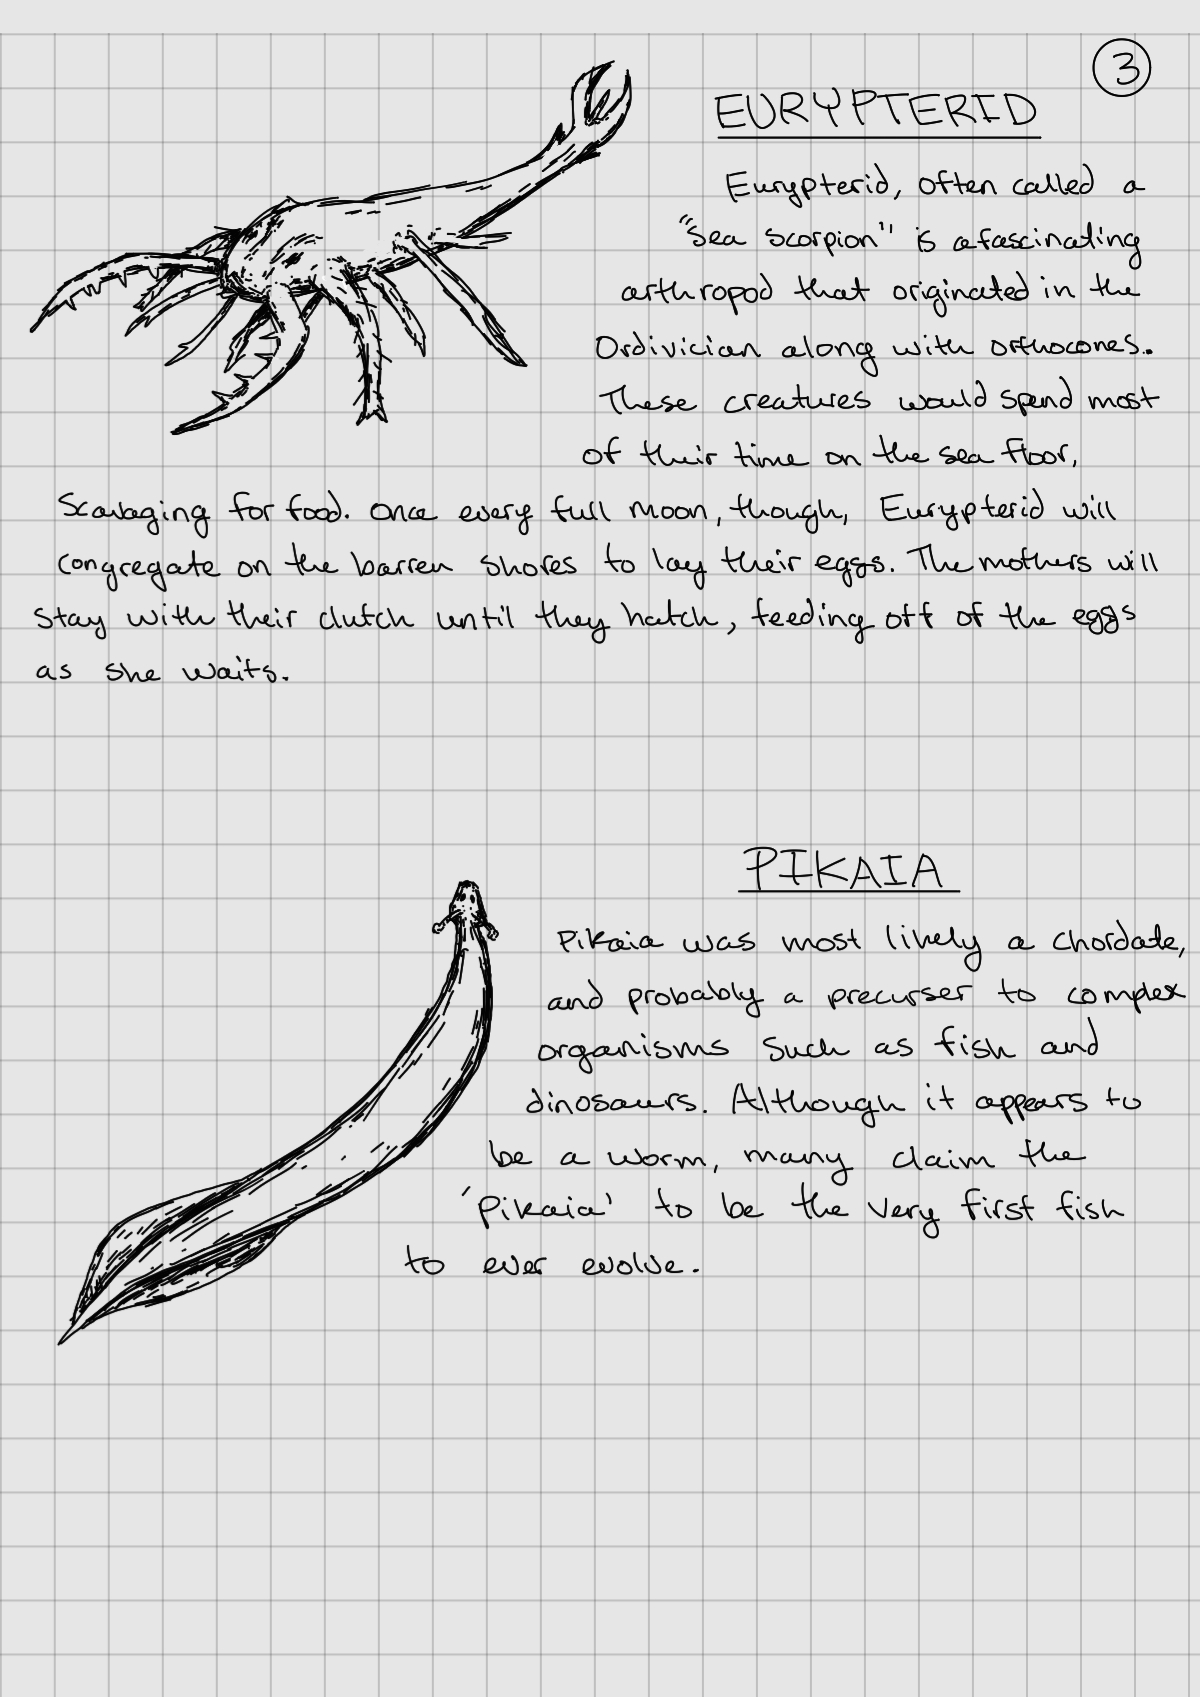 3
EURYPTERID
Eurypterid, often called a
"Sea Scorpion" is a fascinating
arthropod that originated in the
Ordivician along with orthocones.
These creatures would spend most
of their time on the sea floor,
Scavaging for food. Once every full moon, though, Eurypterid will
congregate on the barren shores to lay their eggs. The mothers will
stay with their clutch until they hatch, feeding off of the eggs
as she waits.
PIKAIA
Pikaia was most likely a chordate,
and probably a precurser to complex
organisms such as fish and
dinosaurs. Although it appears to
be a worm, many claim the
'Pikaia' to be the very first fish
to ever evolve.